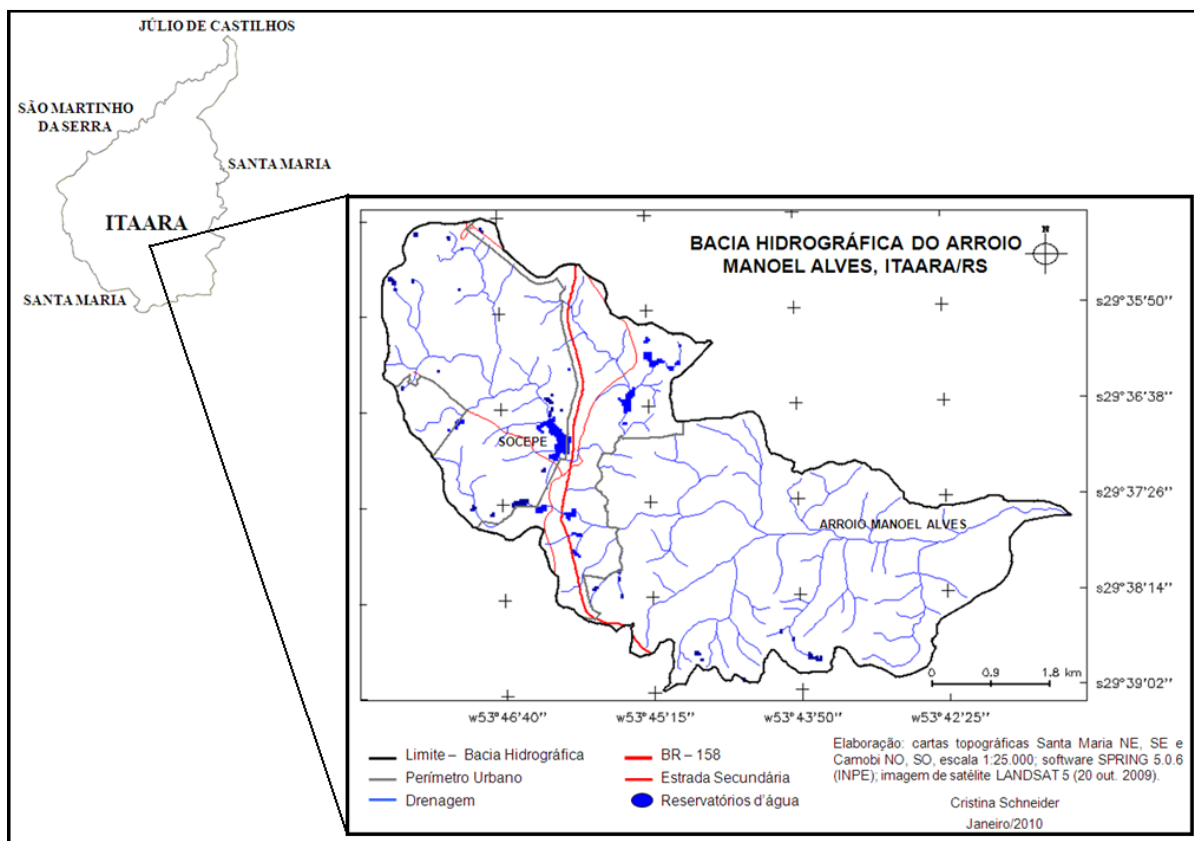 JÚLIO DE CASTILHOS
SÃO MARTINHO
DA SERRA
SANTA MARIA
ITAARA
SANTA MARIA
BACIA HIDROGRÁFICA DO ARROIO
MANOEL ALVES, ITAARA/RS
N
s29°35'50''
s29°36'38''
SOCEPE
s29°37'26''
ARROIO MANOEL ALVES
s29°38'14''
0 0.9 1.8 km
s29°39'02''
w53°46'40'' w53°45'15'' w53°43'50'' w53°42'25''
Limite – Bacia Hidrográfica
Perímetro Urbano
Drenagem
BR – 158
Estrada Secundária
Reservatórios d'água
Elaboração: cartas topográficas Santa Maria NE, SE e
Camobi NO, SO, escala 1:25.000; software SPRING 5.0.6
(INPE); imagem de satélite LANDSAT 5 (20 out. 2009).
Cristina Schneider
Janeiro/2010